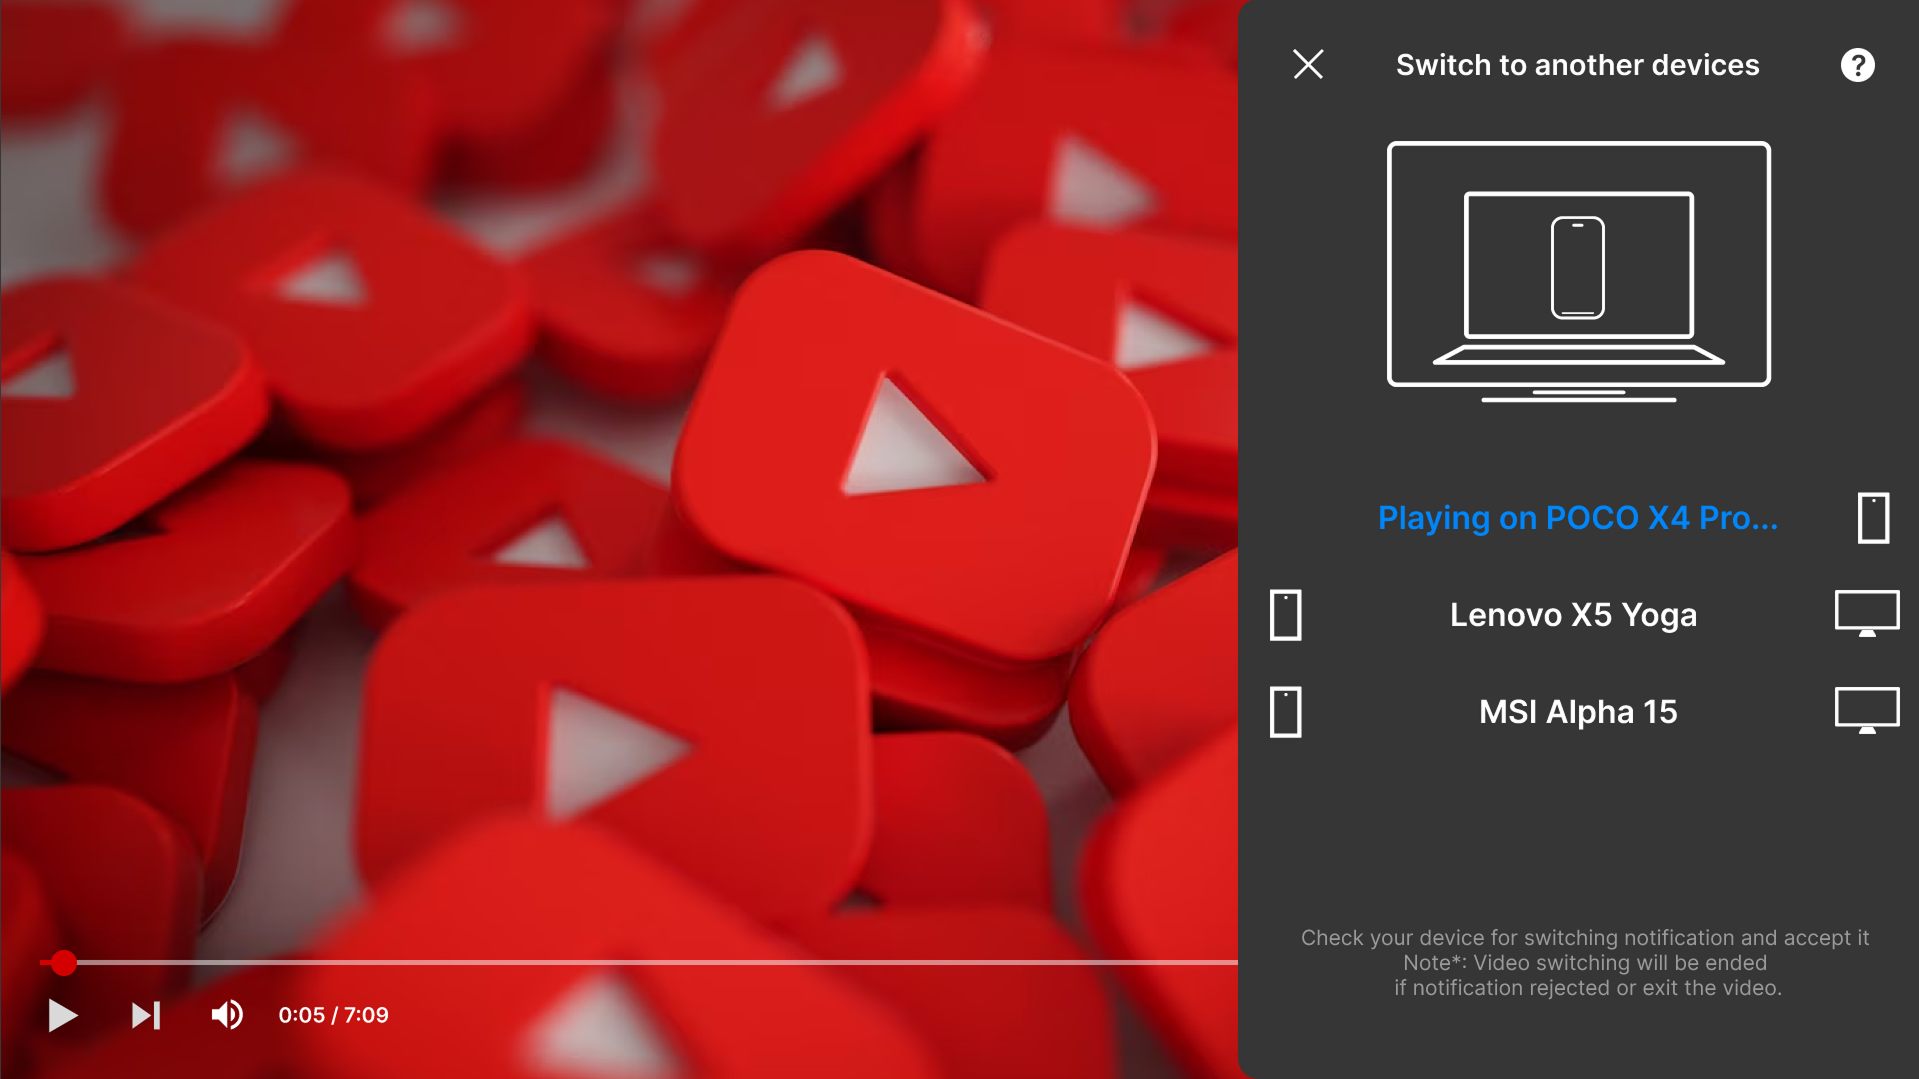 Switch to another devices
?
Playing on POCO X4 Pro...
Lenovo X5 Yoga
MSI Alpha 15
Check your device for switching notification and accept it
Note*: Video switching will be ended
if notification rejected or exit the video.
0:05 / 7:09